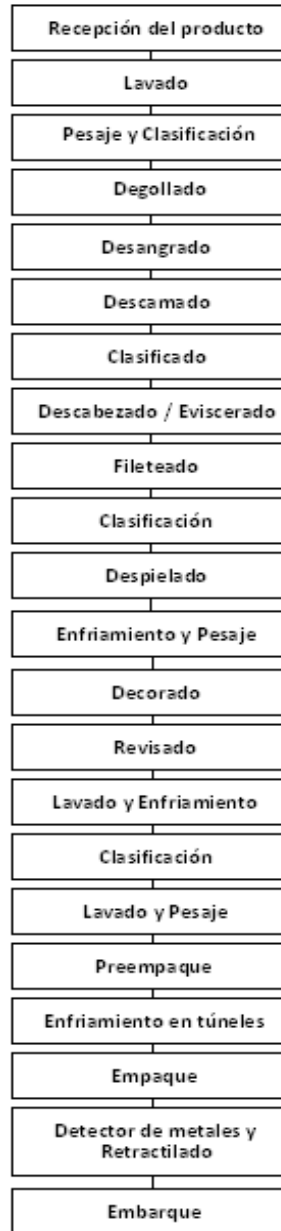 Recepción del producto
Lavado
Pesaje y Clasificación
Degollado
Desangrado
Descamado
Clasificado
Descabezado / Eviscerado
Fileteado
Clasificación
Despielado
Enfriamiento y Pesaje
Decorado
Revisado
Lavado y Enfriamiento
Clasificación
Lavado y Pesaje
Preempaque
Enfriamiento en túneles
Empaque
Detector de metales y
Retractilado
Embarque